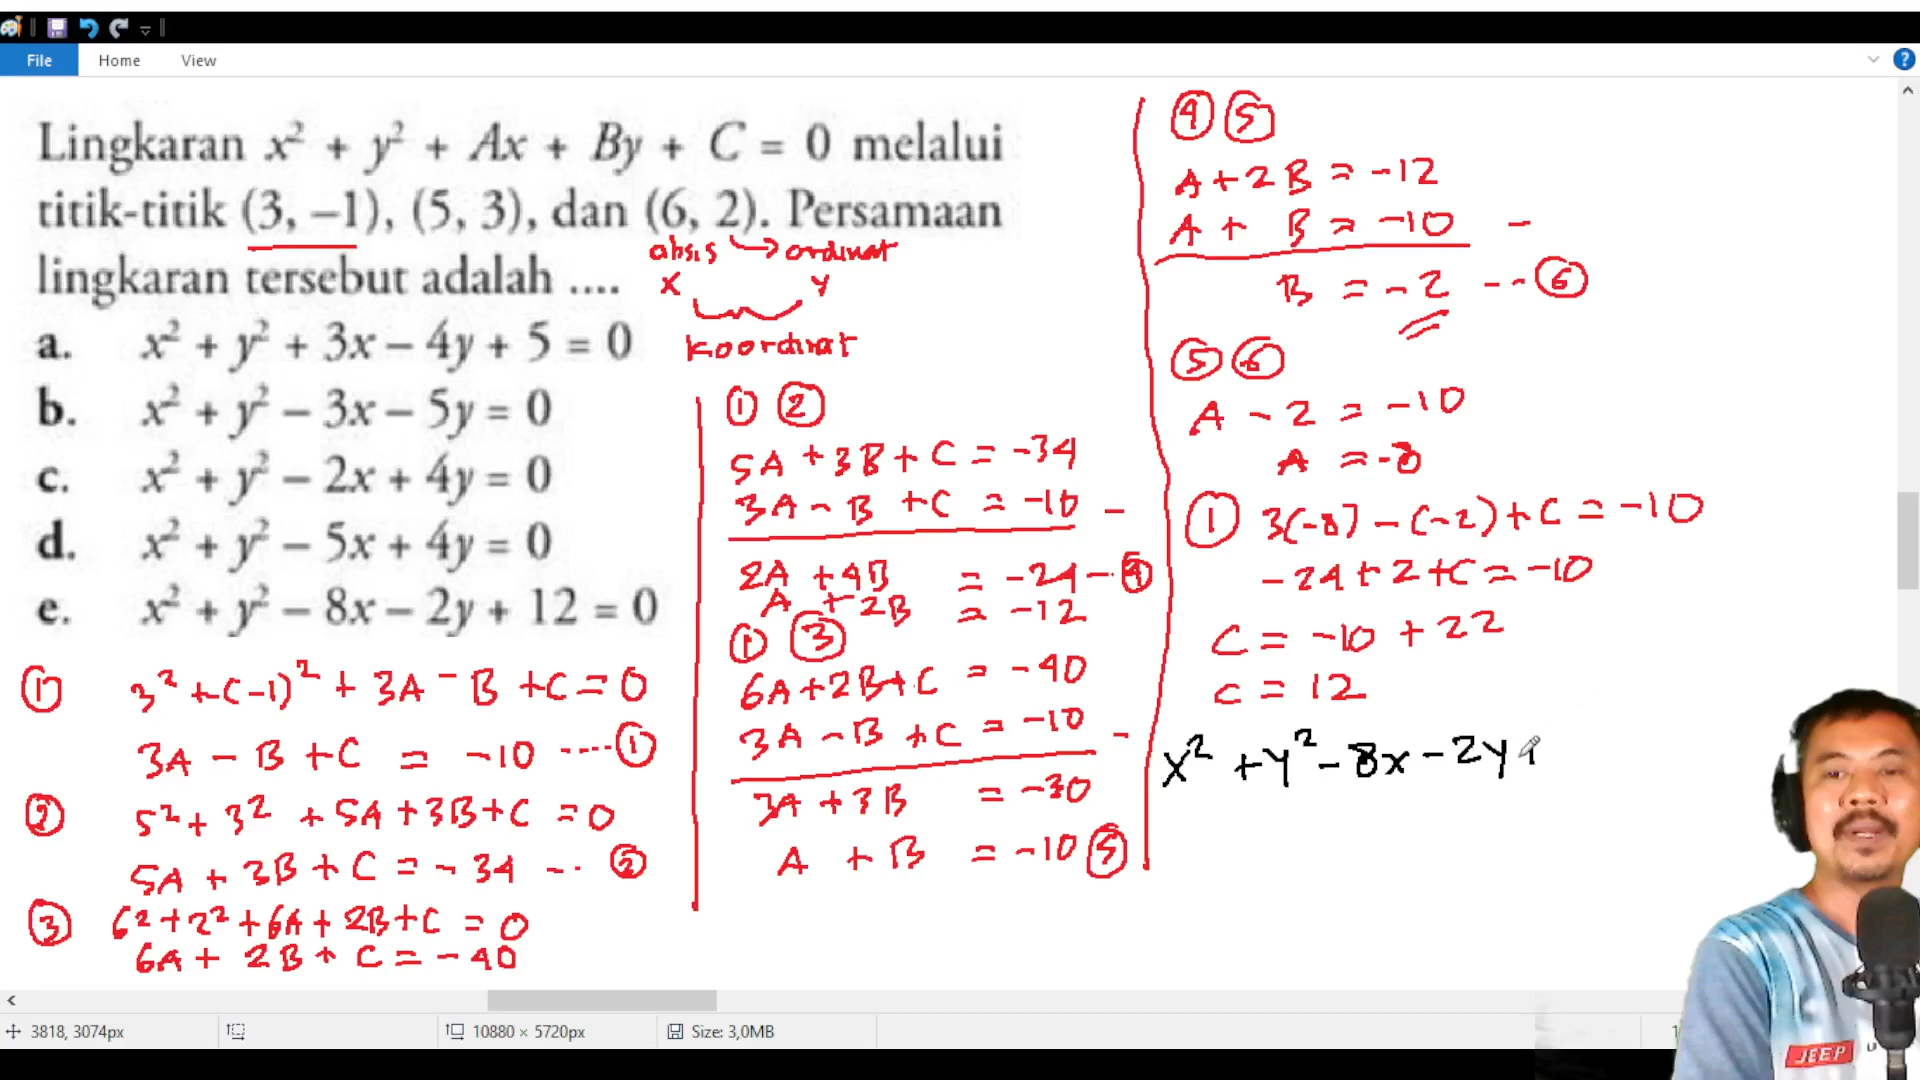 File Home View
Lingkaran x² + y² + Ax + By + C = 0 melalui
titik-titik (3, −1), (5, 3), dan (6, 2). Persamaan
lingkaran tersebut adalah ....
a. x² + y² + 3x − 4y + 5 = 0
b. x² + y² − 3x − 5y = 0
c. x² + y² − 2x + 4y = 0
d. x² + y² − 5x + 4y = 0
e. x² + y² − 8x − 2y + 12 = 0
absis → ordinat
x y
koordinat
① 3² + (-1)² + 3A - B + C = 0
3A - B + C = -10 ---- ①
② 5² + 3² + 5A + 3B + C = 0
5A + 3B + C = -34 --- ②
③ 6² + 2² + 6A + 2B + C = 0
6A + 2B + C = -40
① ②
5A + 3B + C = -34
3A - B + C = -10 -
2A + 4B = -24 - ④
A + 2B = -12
① ③
6A + 2B + C = -40
3A - B + C = -10 -
3A + 3B = -30
A + B = -10 ⑤
④ ⑤
A + 2B = -12
A + B = -10 -
B = -2 --- ⑥
⑤ ⑥
A - 2 = -10
A = -8
① 3(-8) - (-2) + C = -10
-24 + 2 + C = -10
C = -10 + 22
C = 12
x² + y² - 8x - 2y +
3818, 3074px
10880 × 5720px
Size: 3,0MB
JEEP